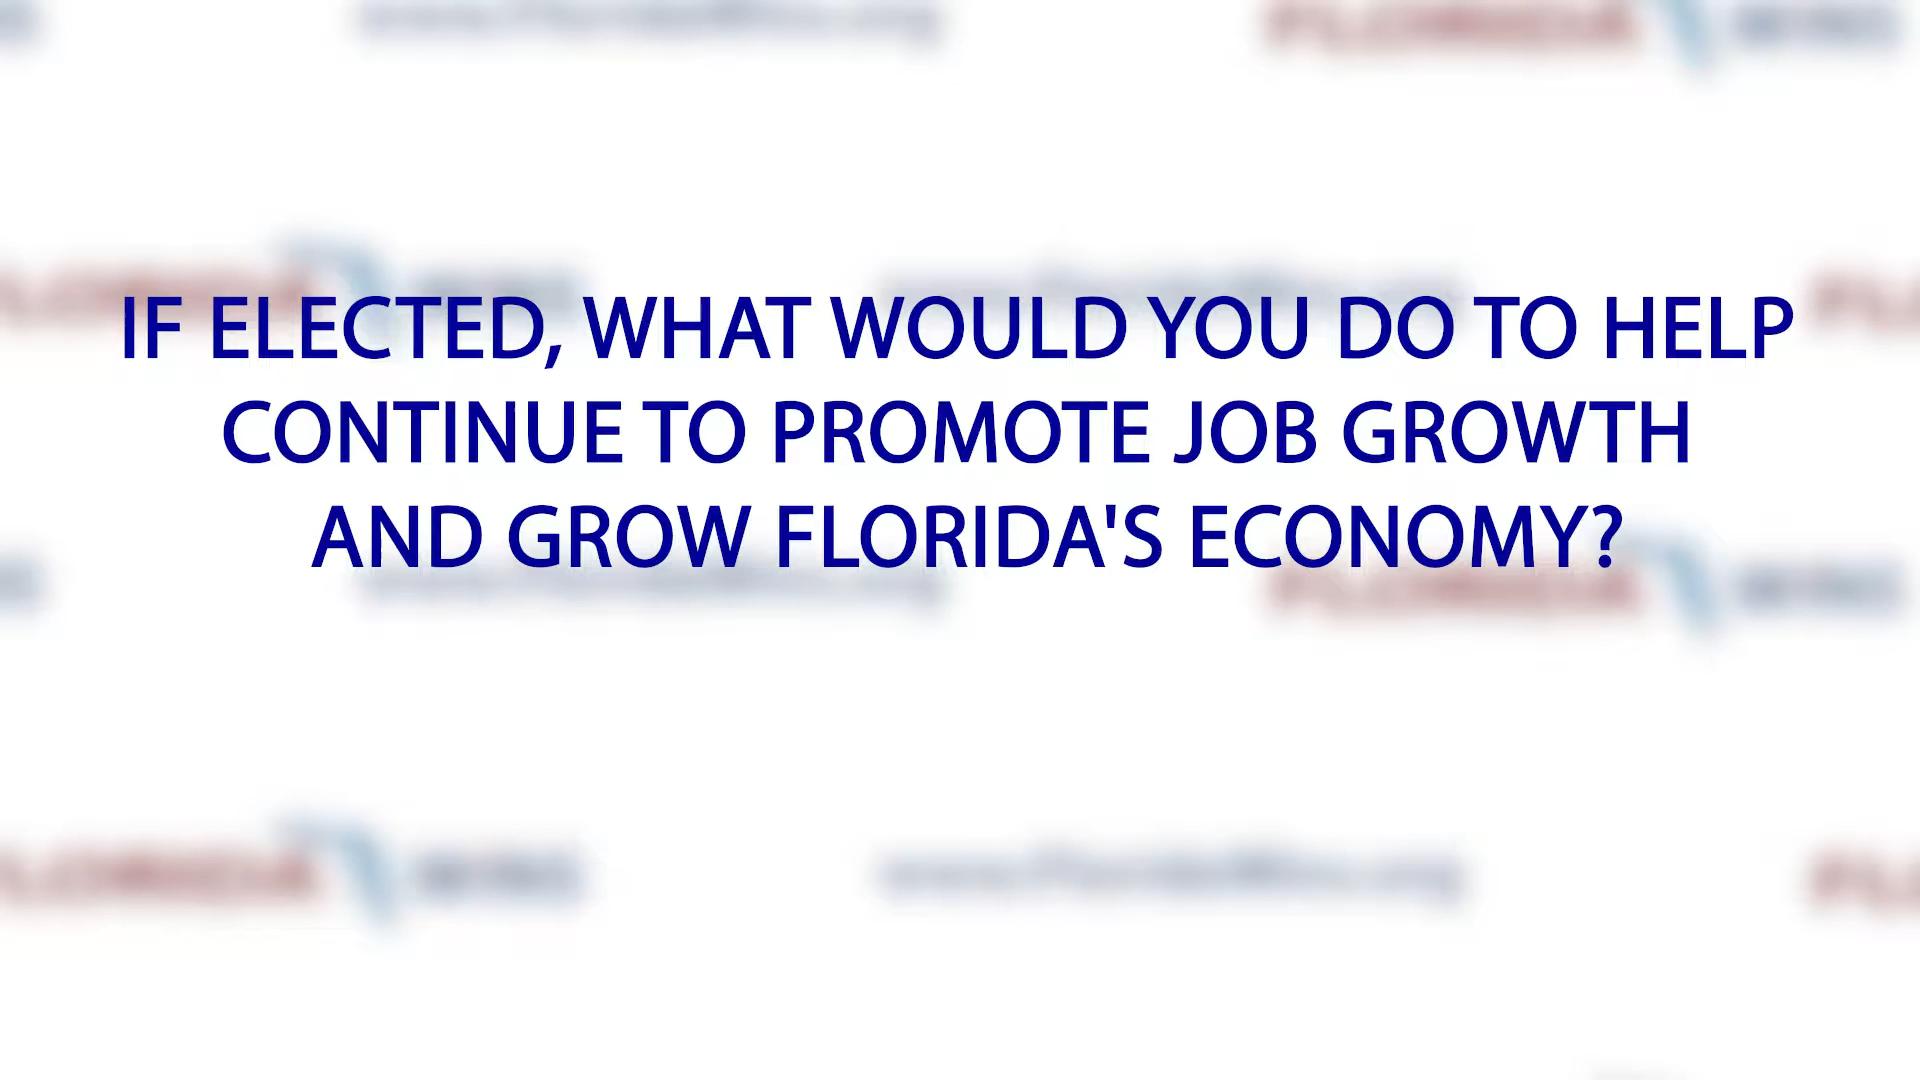 IF ELECTED, WHAT WOULD YOU DO TO HELP
CONTINUE TO PROMOTE JOB GROWTH
AND GROW FLORIDA'S ECONOMY?